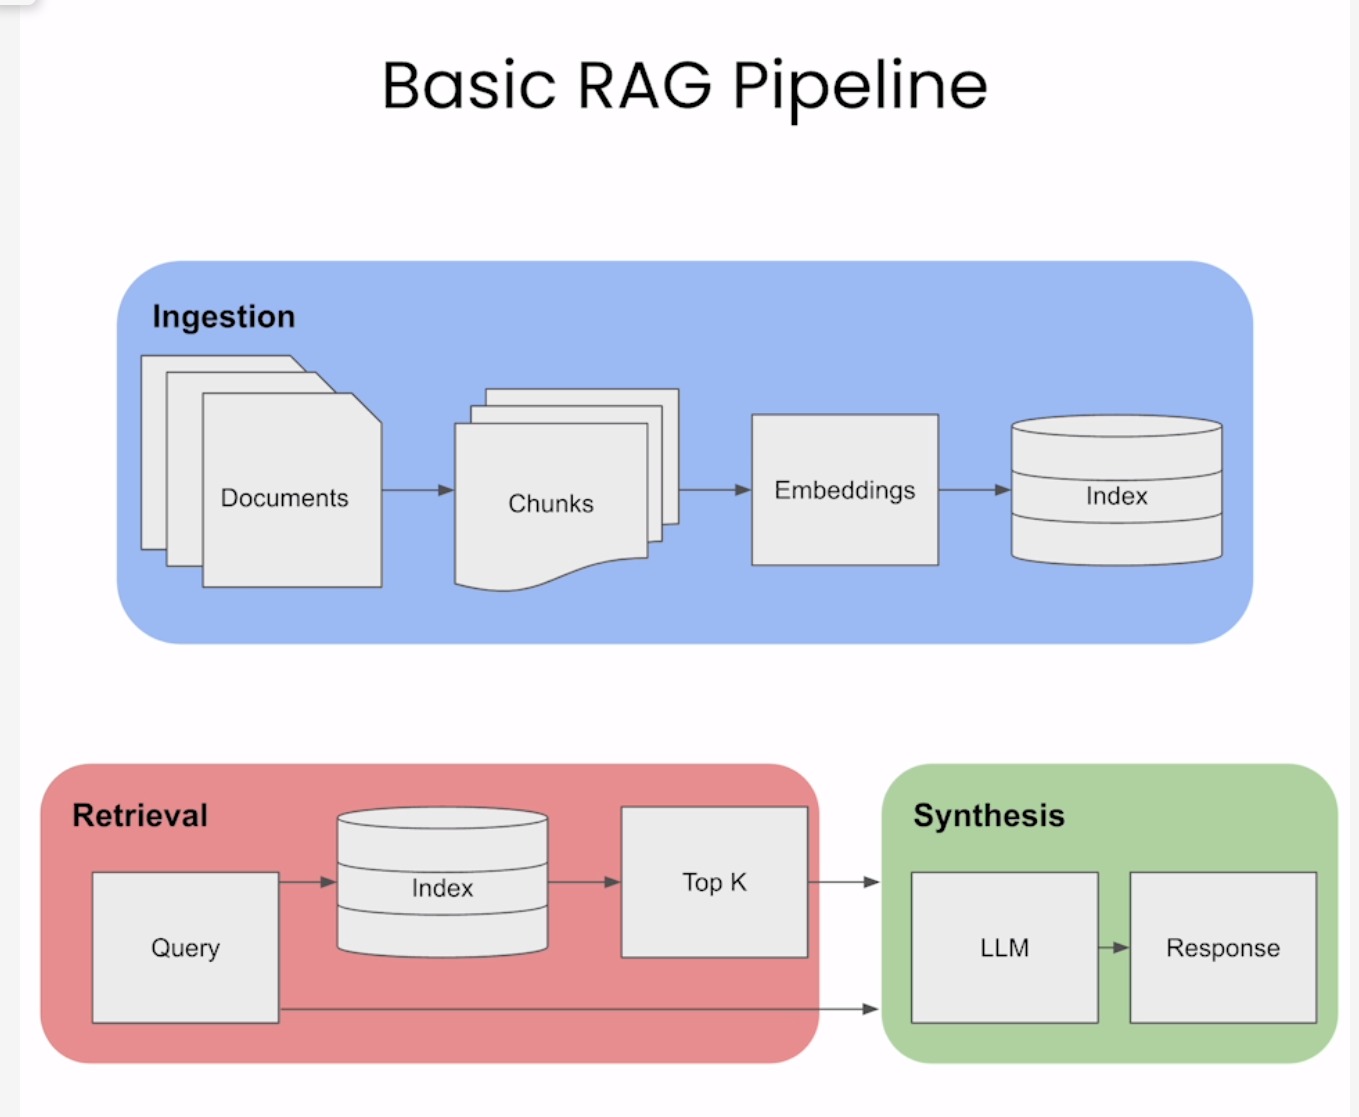 Basic RAG Pipeline
Ingestion
Documents
Chunks
Embeddings
Index
Retrieval
Query
Index
Top K
Synthesis
LLM
Response